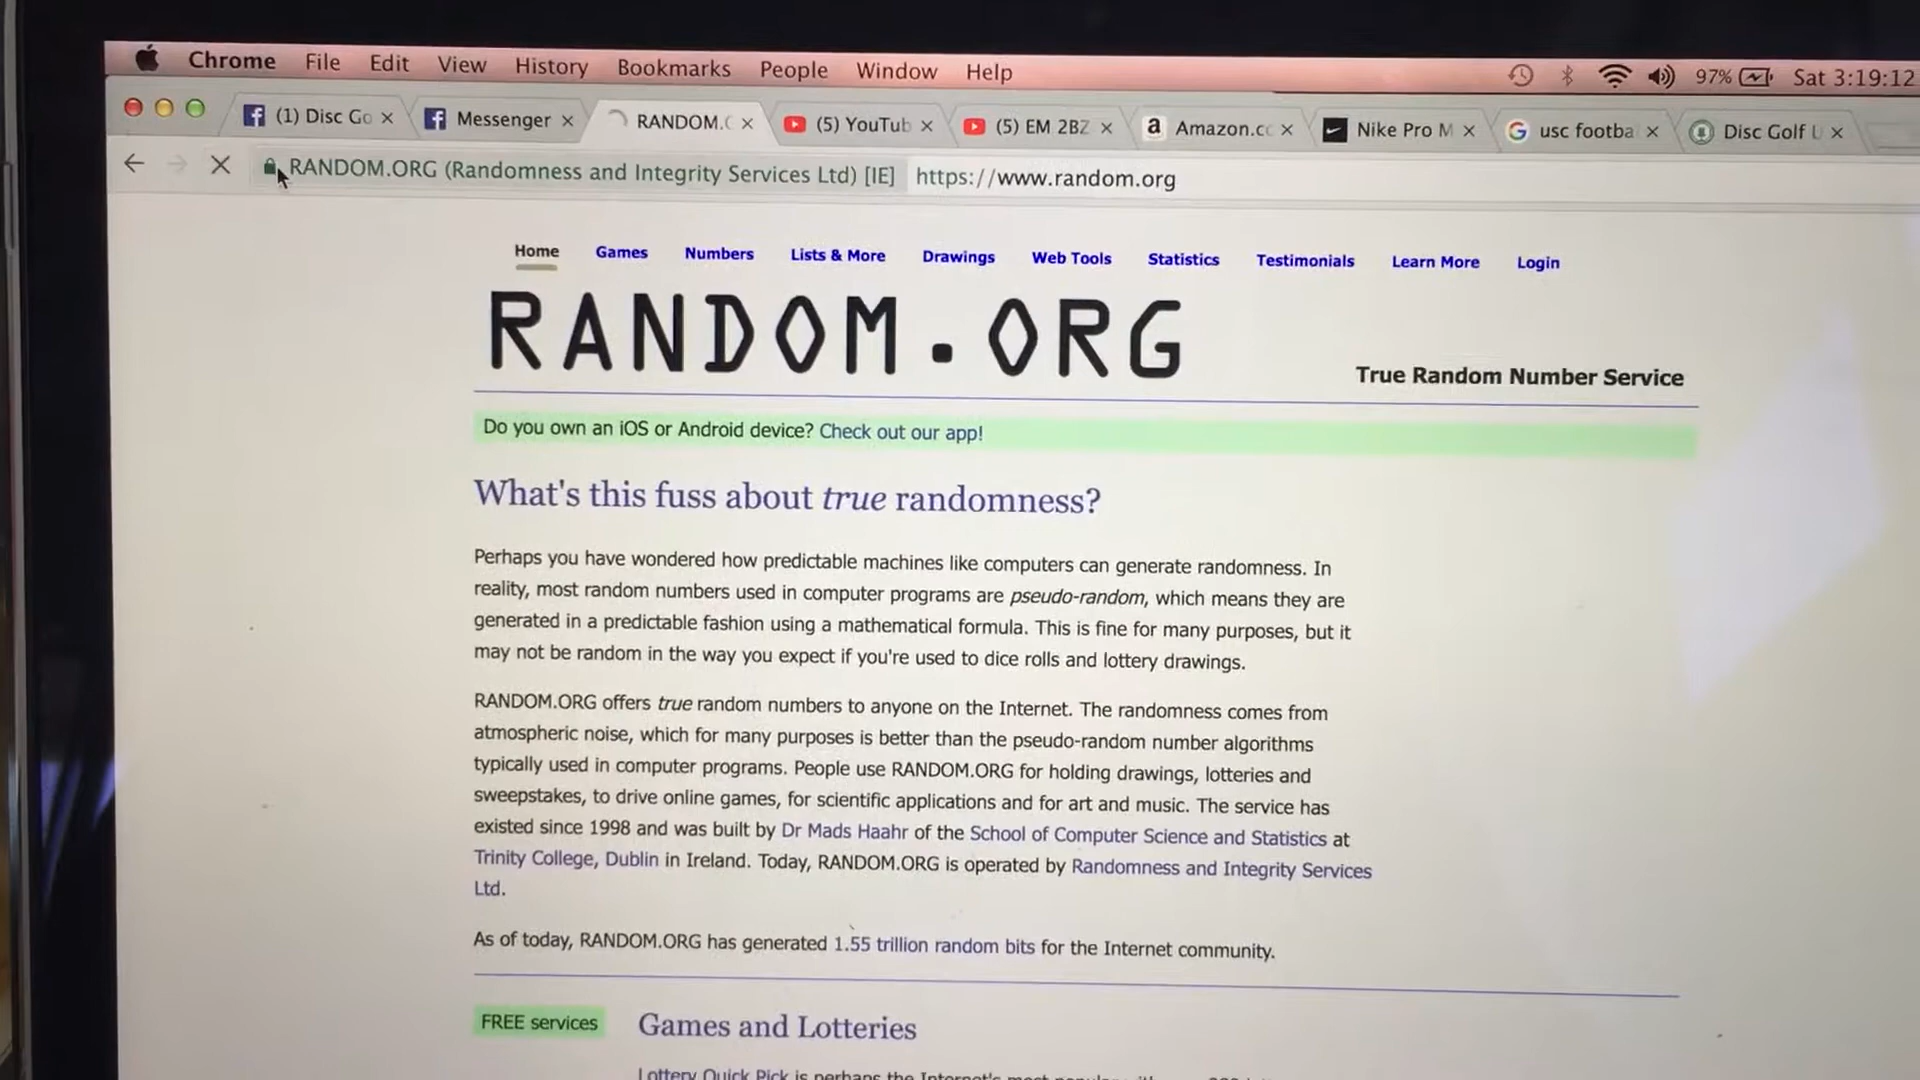 Chrome File Edit View History Bookmarks People Window Help 97% Sat 3:19:12
(1) Disc Go Messenger RANDOM. (5) YouTub (5) EM 2BZ a Amazon.c Nike Pro M usc footba Disc Golf
RANDOM.ORG (Randomness and Integrity Services Ltd) [IE] https://www.random.org
Home Games Numbers Lists & More Drawings Web Tools Statistics Testimonials Learn More Login
RANDOM.ORG
True Random Number Service
Do you own an iOS or Android device? Check out our app!
What's this fuss about true randomness?
Perhaps you have wondered how predictable machines like computers can generate randomness. In
reality, most random numbers used in computer programs are pseudo-random, which means they are
generated in a predictable fashion using a mathematical formula. This is fine for many purposes, but it
may not be random in the way you expect if you're used to dice rolls and lottery drawings.
RANDOM.ORG offers true random numbers to anyone on the Internet. The randomness comes from
atmospheric noise, which for many purposes is better than the pseudo-random number algorithms
typically used in computer programs. People use RANDOM.ORG for holding drawings, lotteries and
sweepstakes, to drive online games, for scientific applications and for art and music. The service has
existed since 1998 and was built by Dr Mads Haahr of the School of Computer Science and Statistics at
Trinity College, Dublin in Ireland. Today, RANDOM.ORG is operated by Randomness and Integrity Services
Ltd.
As of today, RANDOM.ORG has generated 1.55 trillion random bits for the Internet community.
FREE services
Games and Lotteries
Lottery Quick Pick is perhaps the Internet's most